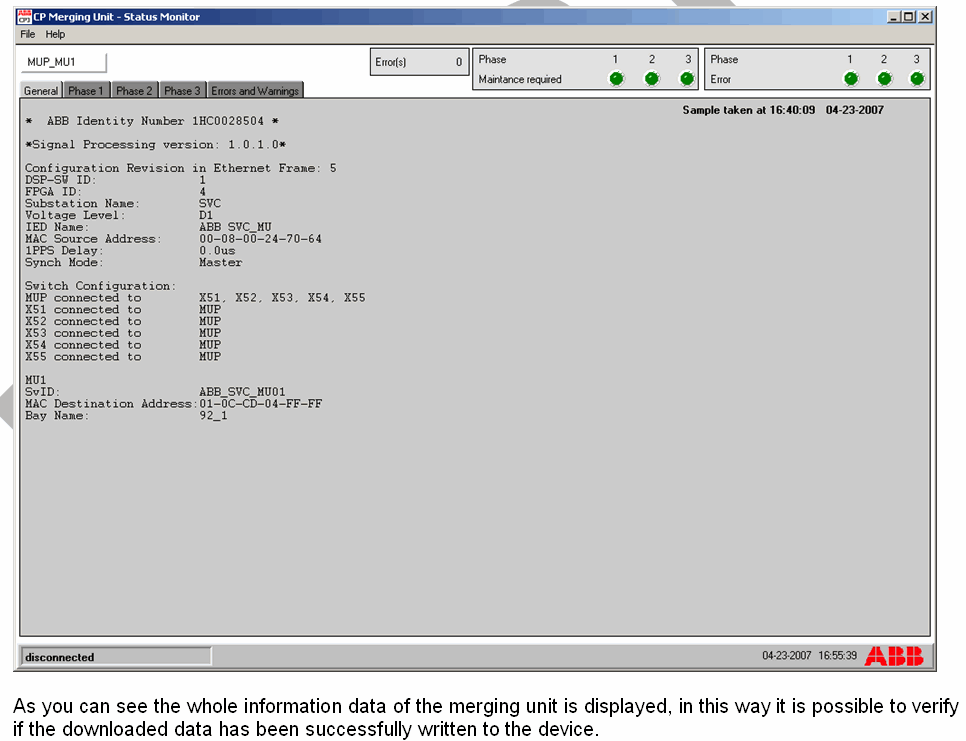 CP Merging Unit - Status Monitor
File Help
MUP_MU1
Error(s) 0
Phase 1 2 3
Maintance required
Phase 1 2 3
Error
General Phase 1 Phase 2 Phase 3 Errors and Warnings
Sample taken at 16:40:09 04-23-2007
* ABB Identity Number 1HC0028504 *
*Signal Processing version: 1.0.1.0*
Configuration Revision in Ethernet Frame: 5
DSP-SW ID: 1
FPGA ID: 4
Substation Name: SVC
Voltage Level: D1
IED Name: ABB SVC_MU
MAC Source Address: 00-08-00-24-70-64
1PPS Delay: 0.0us
Synch Mode: Master
Switch Configuration:
MUP connected to X51, X52, X53, X54, X55
X51 connected to MUP
X52 connected to MUP
X53 connected to MUP
X54 connected to MUP
X55 connected to MUP
MU1
SvID: ABB_SVC_MU01
MAC Destination Address:01-0C-CD-04-FF-FF
Bay Name: 92_1
disconnected
04-23-2007 16:55:39 ABB
As you can see the whole information data of the merging unit is displayed, in this way it is possible to verify
if the downloaded data has been successfully written to the device.